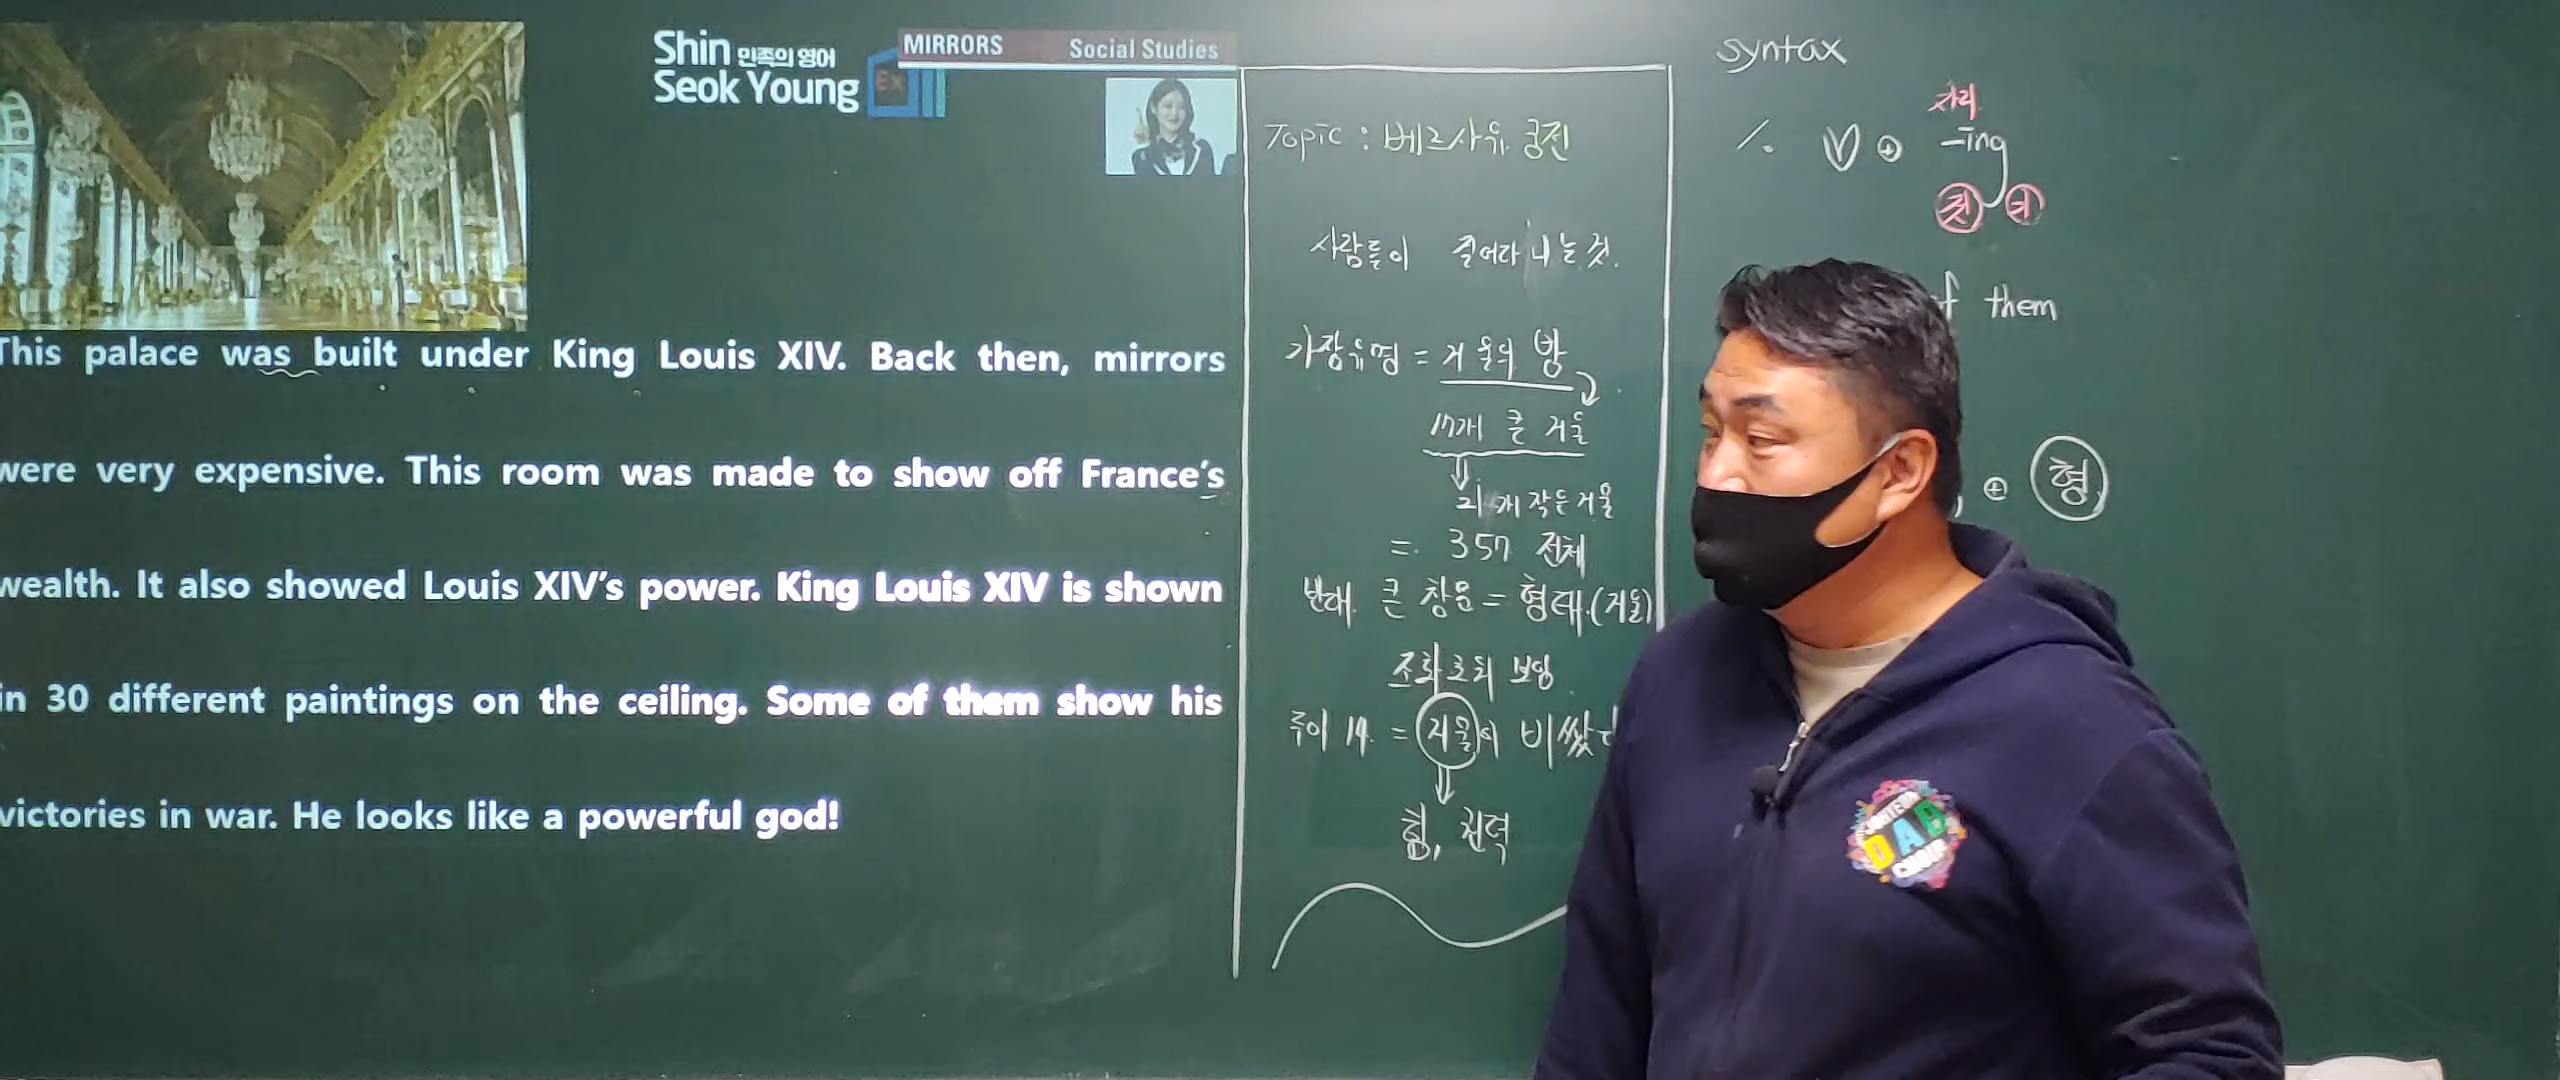 Shin 민족의 영어
Seok Young
Ex
MIRRORS Social Studies
This palace was built under King Louis XIV. Back then, mirrors
were very expensive. This room was made to show off France's
wealth. It also showed Louis XIV's power. King Louis XIV is shown
in 30 different paintings on the ceiling. Some of them show his
victories in war. He looks like a powerful god!
Topic : 베르사유 궁전
사람들이 걸어다니는 것.
가장유명 = 거울의 방
17개 큰 거울
21개 작은 거울
= 357 전체
반대 큰 창문 = 형태.(거울)
조화로워 보임
루이 14 = 거울이 비쌌
힘, 권력
syntax
자리
1. V + -ing
것
them
+ 형
DAB
CHOIR